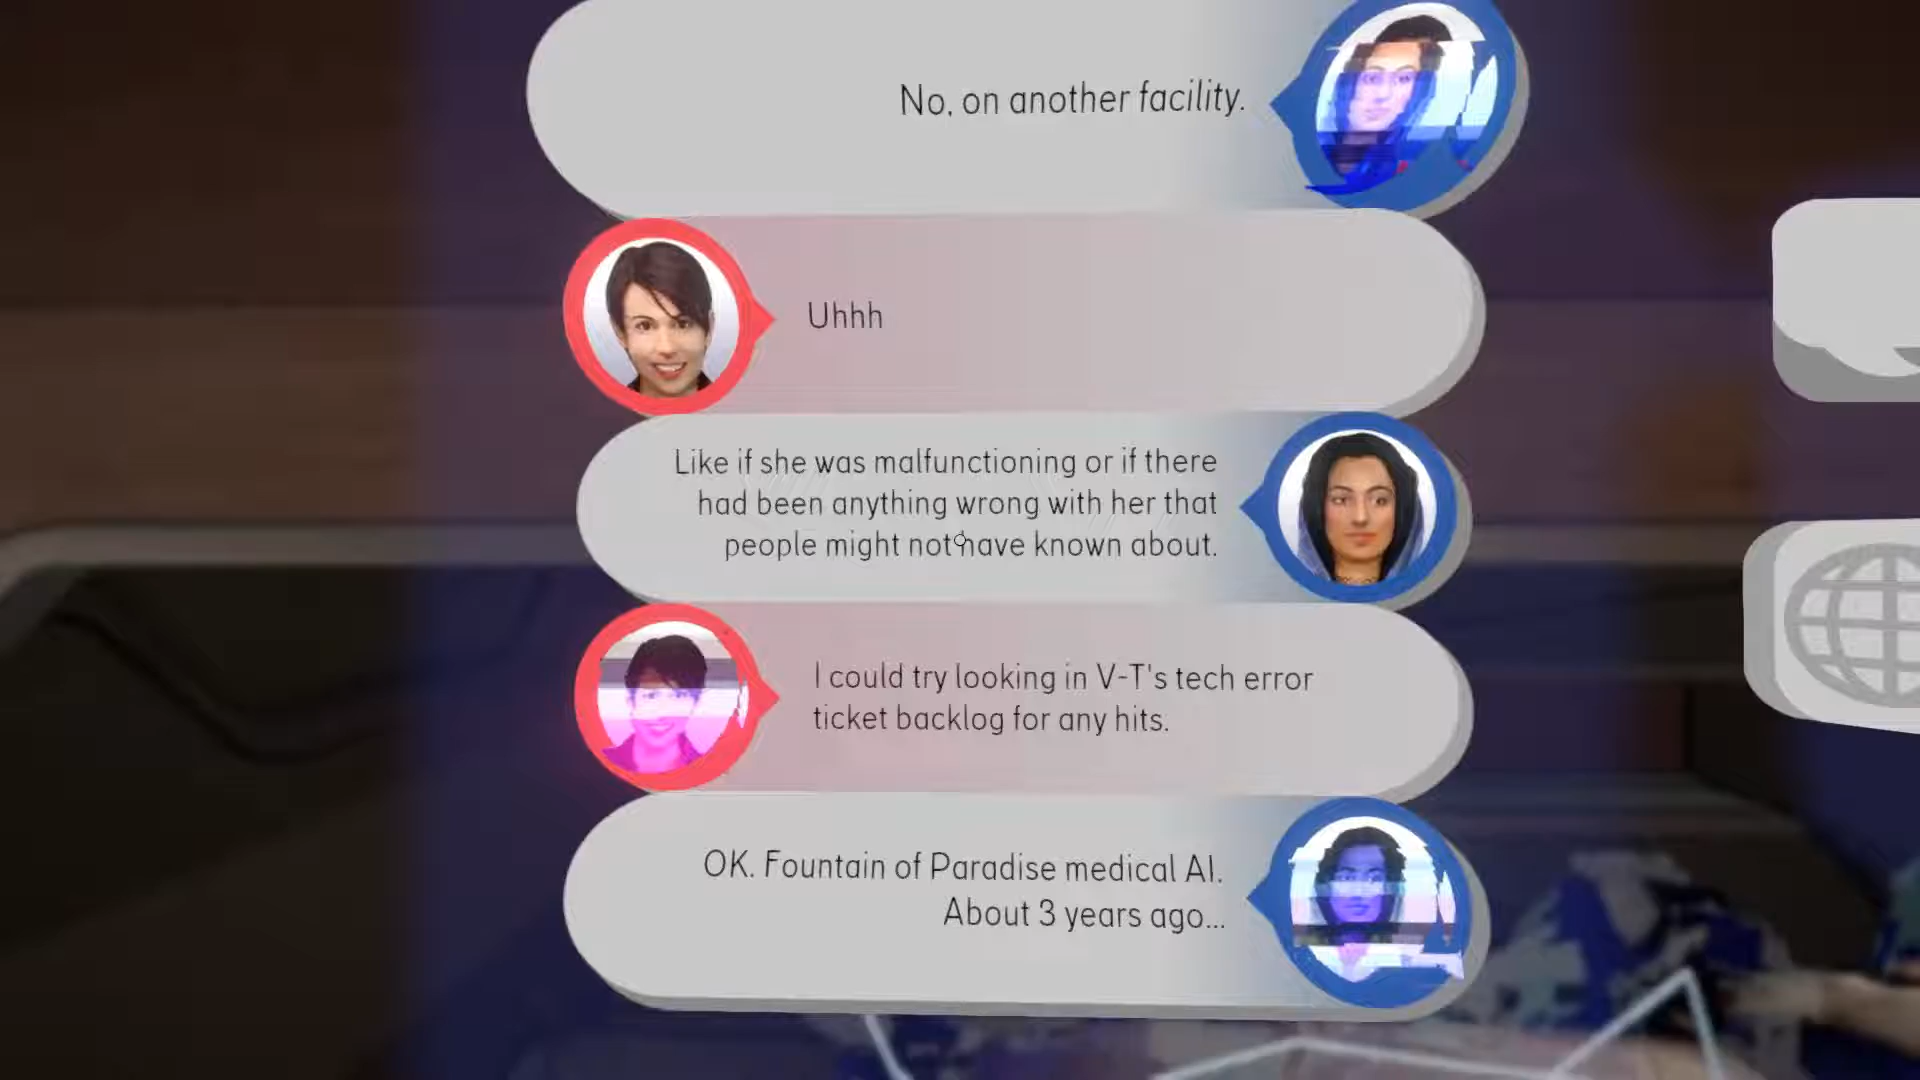 No, on another facility.
Uhhh
Like if she was malfunctioning or if there
had been anything wrong with her that
people might not have known about.
I could try looking in V-T's tech error
ticket backlog for any hits.
OK. Fountain of Paradise medical AI.
About 3 years ago...